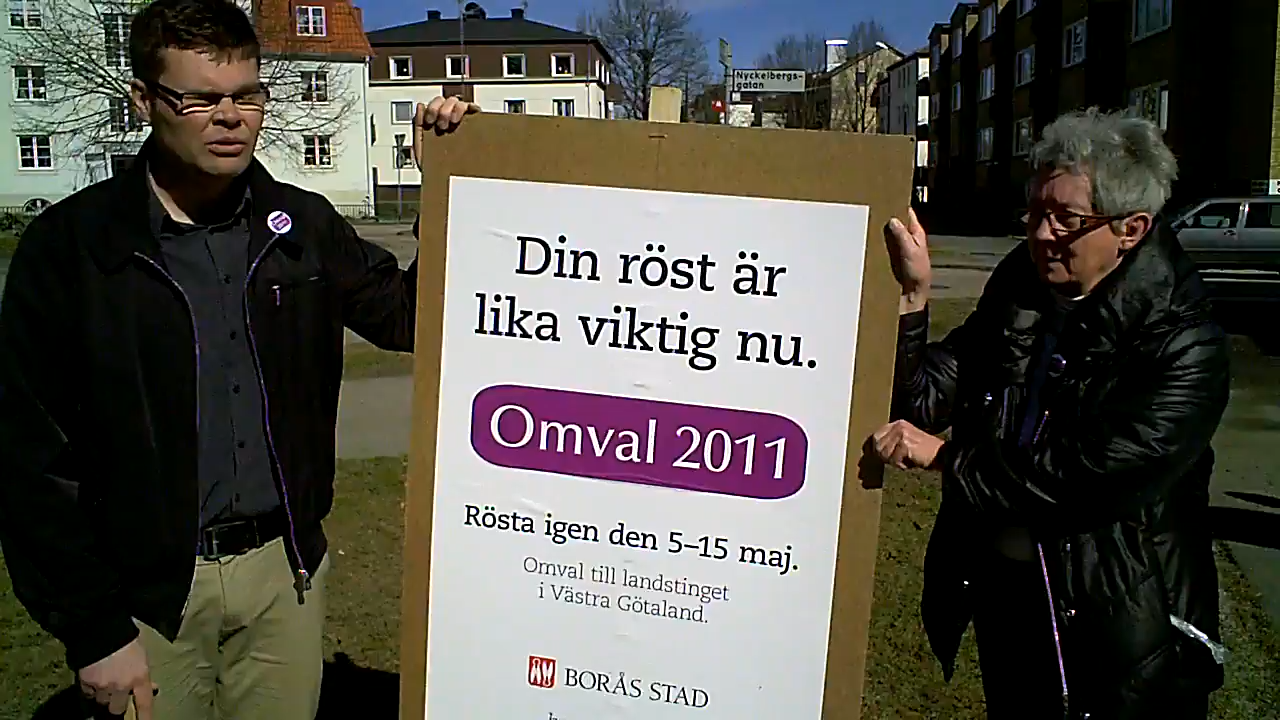 Nyckelbergs-
gatan
Din röst är
lika viktig nu.
Omval 2011
Rösta igen den 5–15 maj.
Omval till landstinget
i Västra Götaland.
BORÅS STAD